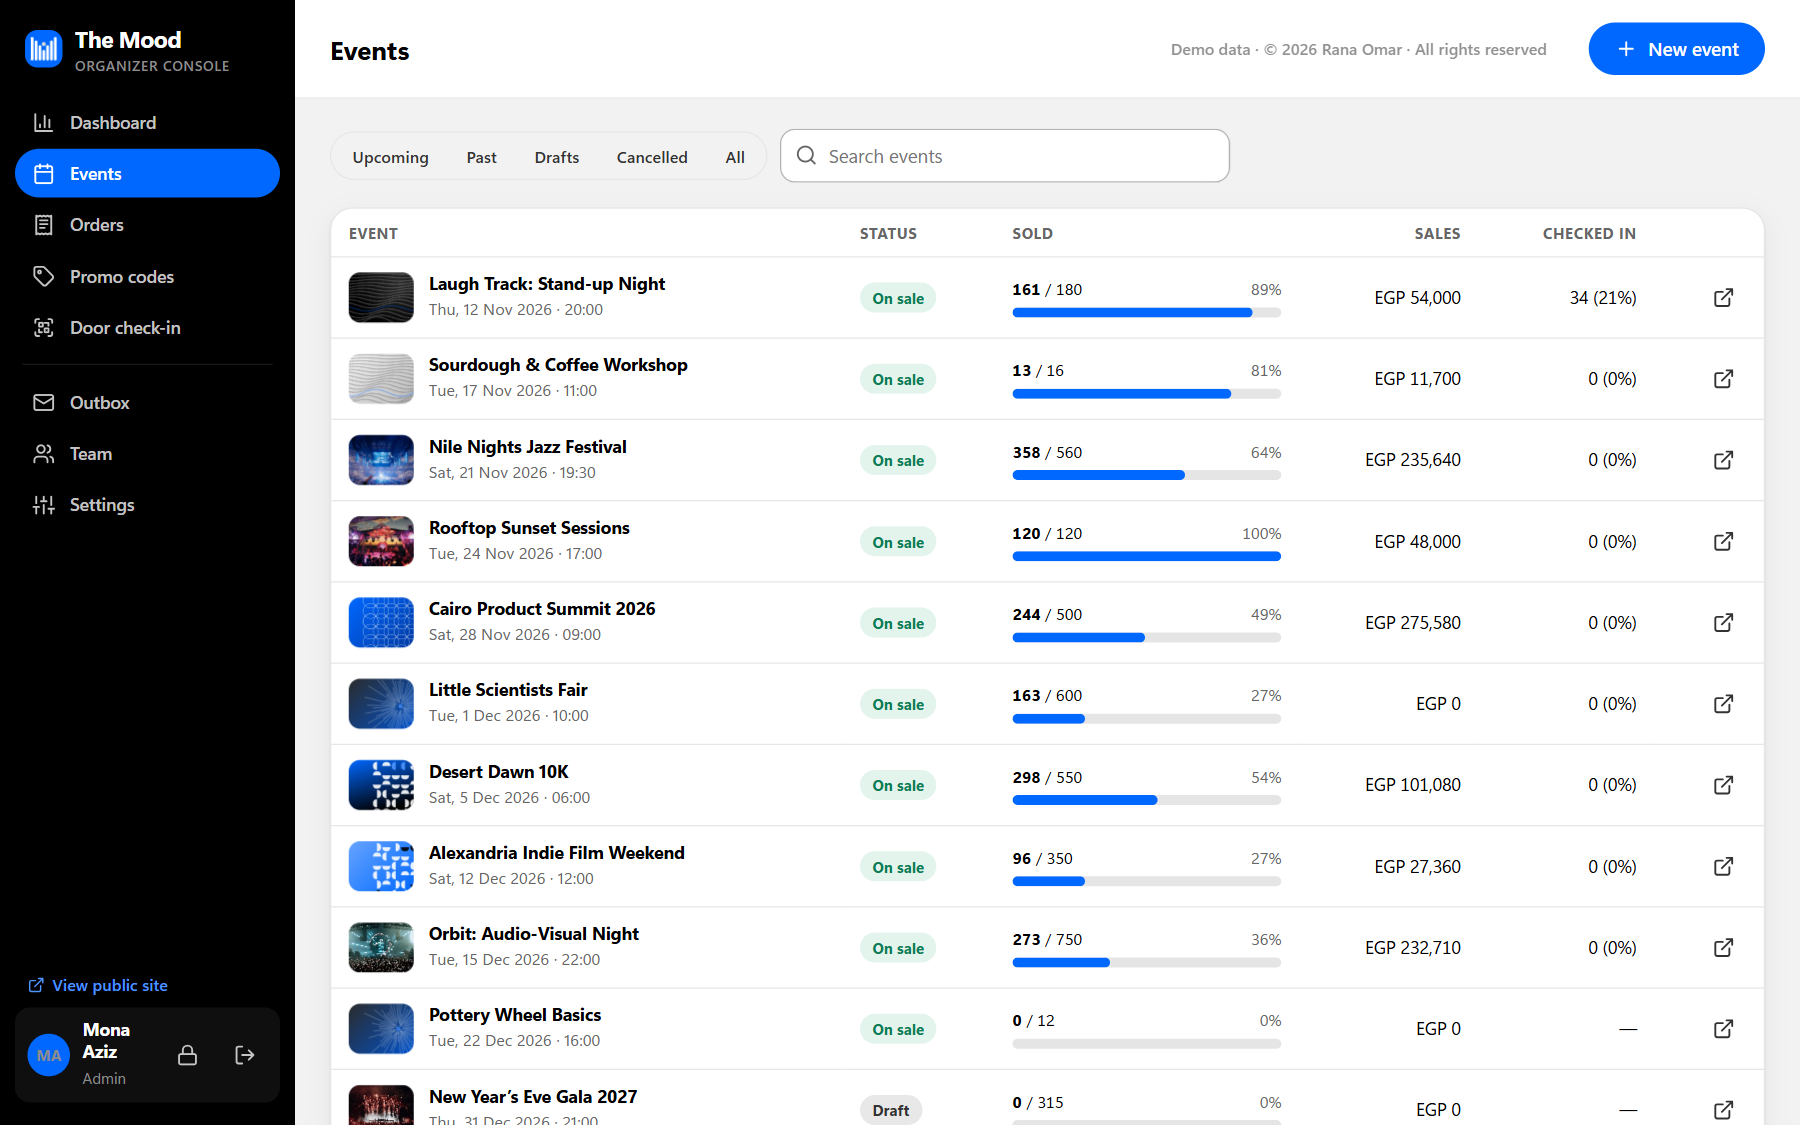 The Mood
ORGANIZER CONSOLE
Dashboard
Events
Orders
Promo codes
Door check-in
Outbox
Team
Settings
View public site
MA
Mona Aziz
Admin
Events
Demo data · © 2026 Rana Omar · All rights reserved
New event
Upcoming Past Drafts Cancelled All
Search events
EVENT STATUS SOLD SALES CHECKED IN
Laugh Track: Stand-up Night
Thu, 12 Nov 2026 · 20:00
On sale
161 / 180 89%
EGP 54,000
34 (21%)
Sourdough & Coffee Workshop
Tue, 17 Nov 2026 · 11:00
On sale
13 / 16 81%
EGP 11,700
0 (0%)
Nile Nights Jazz Festival
Sat, 21 Nov 2026 · 19:30
On sale
358 / 560 64%
EGP 235,640
0 (0%)
Rooftop Sunset Sessions
Tue, 24 Nov 2026 · 17:00
On sale
120 / 120 100%
EGP 48,000
0 (0%)
Cairo Product Summit 2026
Sat, 28 Nov 2026 · 09:00
On sale
244 / 500 49%
EGP 275,580
0 (0%)
Little Scientists Fair
Tue, 1 Dec 2026 · 10:00
On sale
163 / 600 27%
EGP 0
0 (0%)
Desert Dawn 10K
Sat, 5 Dec 2026 · 06:00
On sale
298 / 550 54%
EGP 101,080
0 (0%)
Alexandria Indie Film Weekend
Sat, 12 Dec 2026 · 12:00
On sale
96 / 350 27%
EGP 27,360
0 (0%)
Orbit: Audio-Visual Night
Tue, 15 Dec 2026 · 22:00
On sale
273 / 750 36%
EGP 232,710
0 (0%)
Pottery Wheel Basics
Tue, 22 Dec 2026 · 16:00
On sale
0 / 12 0%
EGP 0
—
New Year’s Eve Gala 2027
Thu, 31 Dec 2026 · 21:00
Draft
0 / 315 0%
EGP 0
—